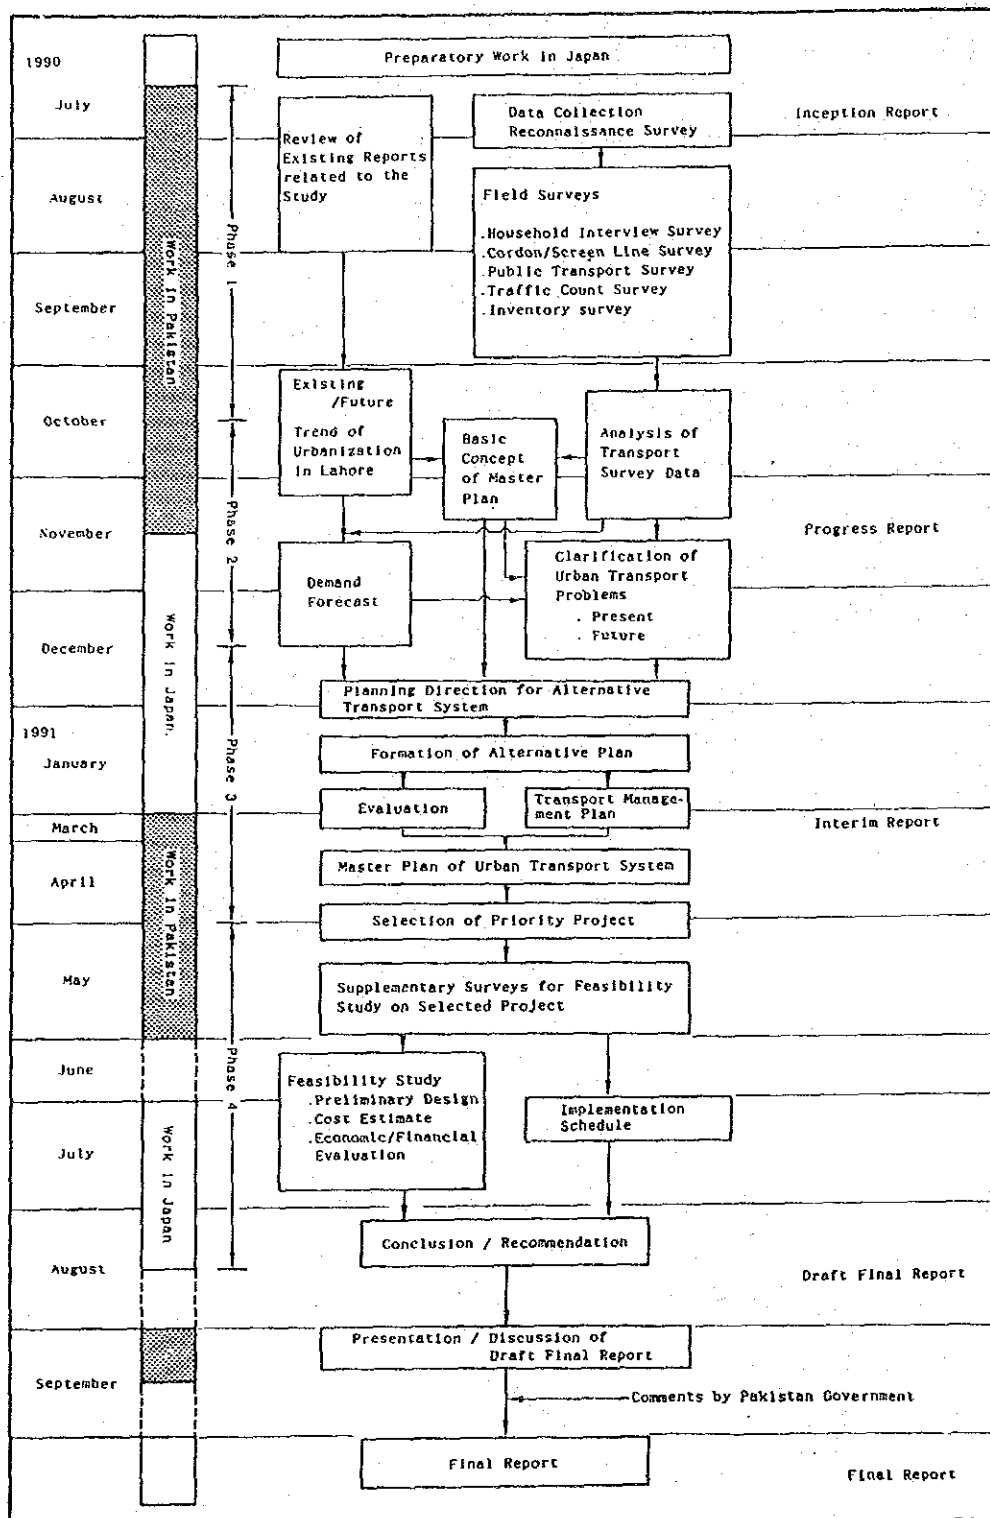 1990
Preparatory Work in Japan
July
Data Collection
Reconnaissance Survey
Inception Report
Review of
Existing Reports
related to the
Study
August
Field Surveys
.Household Interview Survey
.Cordon/Screen Line Survey
.Public Transport Survey
.Traffic Count Survey
.Inventory survey
Work in Pakistan
Phase 1
September
October
Existing
/Future
Trend of
Urbanization
in Lahore
Basic
Concept
of Master
Plan
Analysis of
Transport
Survey Data
November
Phase 2
Progress Report
Demand
Forecast
Clarification of
Urban Transport
Problems
. Present
. Future
December
Work in Japan.
Planning Direction for Alternative
Transport System
1991
January
Phase 3
Formation of Alternative Plan
Evaluation
Transport Manage-
ment Plan
March
Interim Report
April
Work in Pakistan
Master Plan of Urban Transport System
Selection of Priority Project
May
Supplementary Surveys for Feasibility
Study on Selected Project
June
Phase 4
Feasibility Study
.Preliminary Design
.Cost Estimate
.Economic/Financial
Evaluation
Implementation
Schedule
July
Work in Japan
August
Conclusion / Recommendation
Draft Final Report
Presentation / Discussion of
Draft Final Report
September
Comments by Pakistan Government
Final Report
Final Report